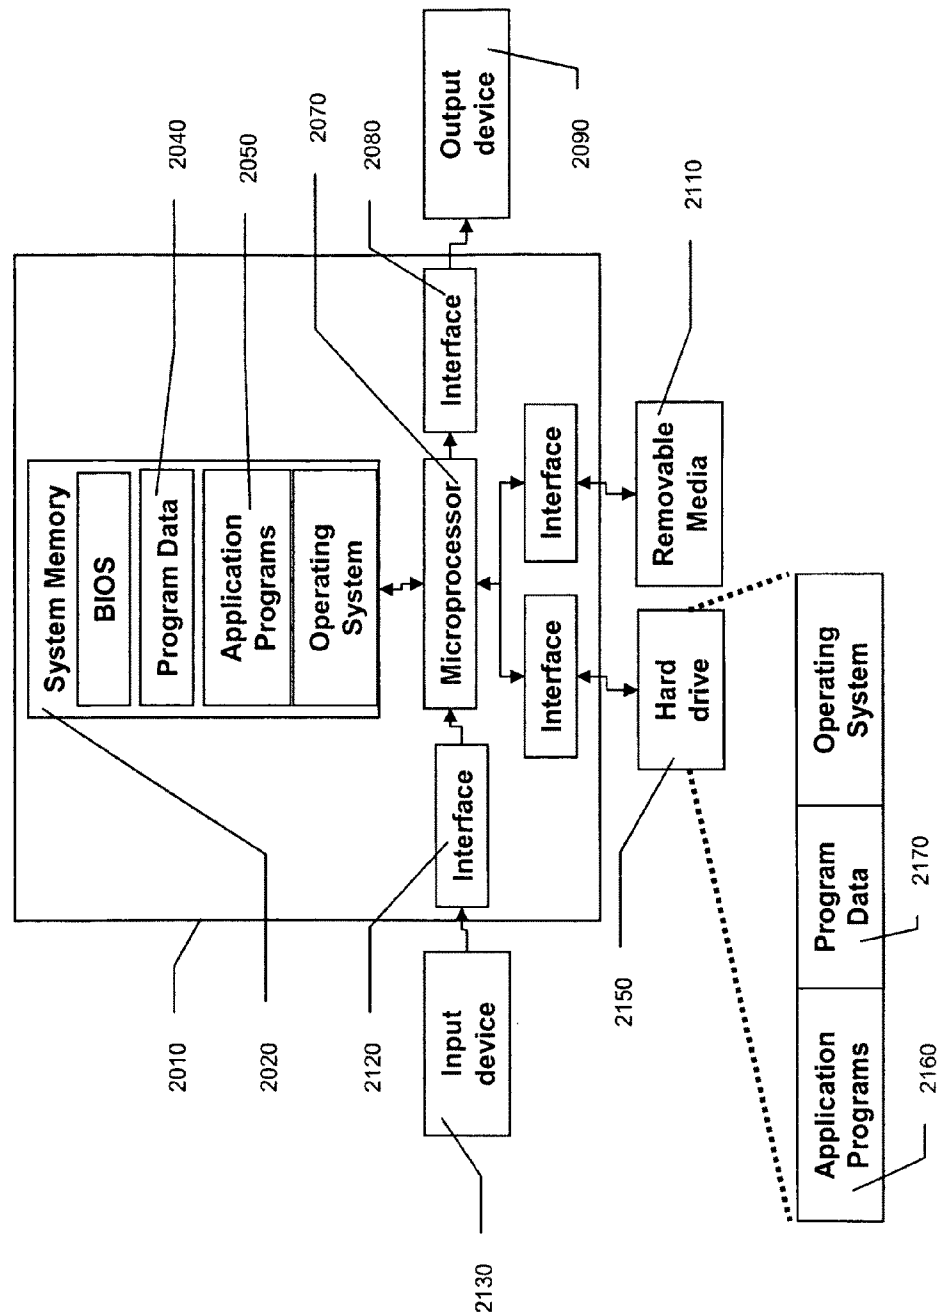 System Memory
BIOS
Program Data
Application
Programs
Operating
System
2040
2050
2070
2080
2010
2020
2120
Input
device
Interface
Microprocessor
Interface
Output
device
2130
2090
Interface
Interface
2150
Hard
drive
Removable
Media
2110
Application
Programs
Program
Data
Operating
System
2160
2170